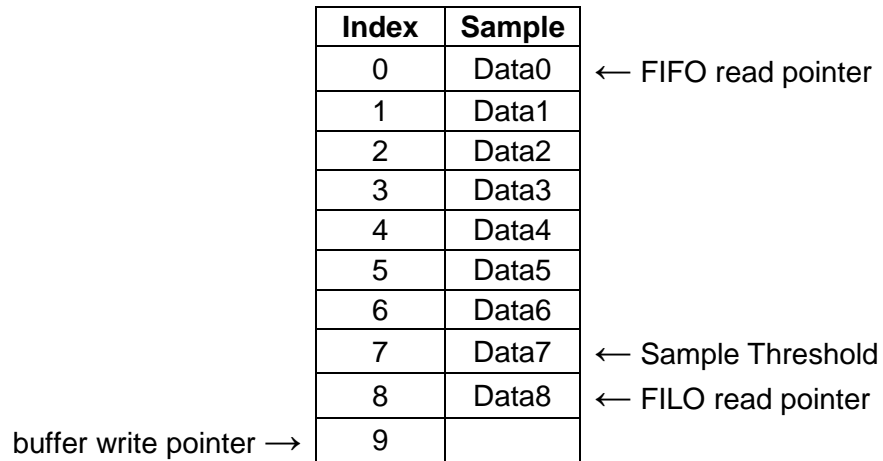 Index Sample
0 Data0 ← FIFO read pointer
1 Data1
2 Data2
3 Data3
4 Data4
5 Data5
6 Data6
7 Data7 ← Sample Threshold
8 Data8 ← FILO read pointer
buffer write pointer → 9